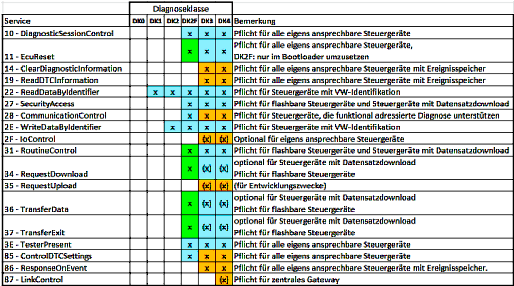 Diagnoseklasse
Service DK0 DK1 DK2 DK2F DK3 DK4 Bemerkung
10 - DiagnosticSessionControl x x x Pflicht für alle eigens ansprechbare Steuergeräte
Pflicht für alle eigens ansprechbare Steuergeräte,
11 – EcuReset x x x DK2F: nur im Bootloader umzusetzen
14 – ClearDiagnosticInformation x x Pflicht für alle eigens ansprechbare Steuergeräte mit Ereignisspeicher
19 - ReadDTCInformation x x Pflicht für alle eigens ansprechbare Steuergeräte mit Ereignisspeicher
22 - ReadDataByIdentifier x x x x x Pflicht für Steuergeräte mit VW-Identifikation
27 - SecurityAccess x x x Pflicht für flashbare Steuergeräte und Steuergeräte mit Datensatzdownload
28 - CommunicationControl x x x Pflicht für Steuergeräte, die funktional adressierte Diagnose unterstützen
2E - WriteDataByIdentifier x x x x Pflicht für Steuergeräte mit VW-Identifikation
2F - IoControl (x) (x) Optional für eigens ansprechbare Steuergeräte
31 - RoutineControl x x x Pflicht für flashbare Steuergeräte und Steuergeräte mit Datensatzdownload
optional für Steuergeräte mit Datensatzdownload
34 - RequestDownload x (x) (x) Pflicht für flashbare Steuergeräte
35 - RequestUpload (x) (x) (für Entwicklungszwecke)
optional für Steuergeräte mit Datensatzdownload
36 - TransferData x (x) (x) Pflicht für flashbare Steuergeräte
optional für Steuergeräte mit Datensatzdownload
37 - TransferExit x (x) (x) Pflicht für flashbare Steuergeräte
3E - TesterPresent x x x Pflicht für alle eigens ansprechbare Steuergeräte
85 - ControlDTCSettings x x x Pflicht für alle eigens ansprechbare Steuergeräte
86 - ResponseOnEvent x x Pflicht für alle eigens ansprechbare Steuergeräte mit Ereignisspeicher.
87 - LinkControl (x) Pflicht für zentrales Gateway